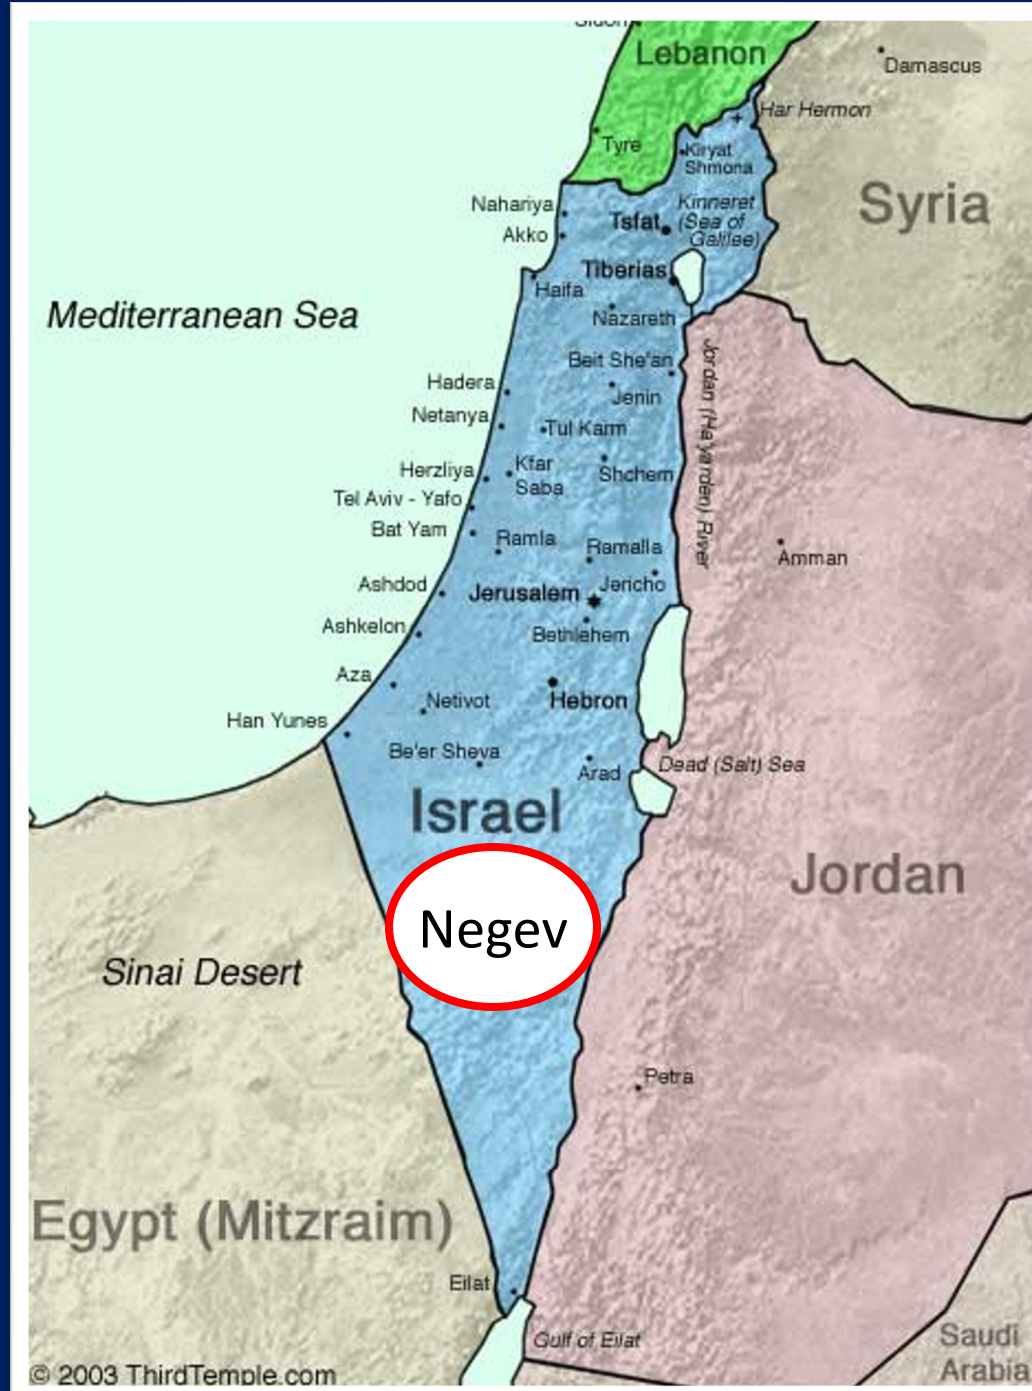 Sidon
Lebanon
Damascus
Har Hermon
Tyre
Kiryat
Shmona
Syria
Nahariya
Kinneret
Tsfat
(Sea of
Akko
Galilee)
Tiberias
Haifa
Mediterranean Sea
Nazareth
Beit She'an
Jordan (Ha'yarden) River
Hadera
Jenin
Netanya
Tul Karm
Herzliya
Kfar
Saba
Shchem
Tel Aviv - Yafo
Bat Yam
Ramla
Ramalla
Amman
Ashdod
Jerusalem
Jericho
Ashkelon
Bethlehem
Aza
Netivot
Hebron
Han Yunes
Be'er Sheva
Arad
Dead (Salt) Sea
Israel
Jordan
Negev
Sinai Desert
Petra
Egypt (Mitzraim)
Eilat
Gulf of Eilat
Saudi
Arabia
© 2003 ThirdTemple.com